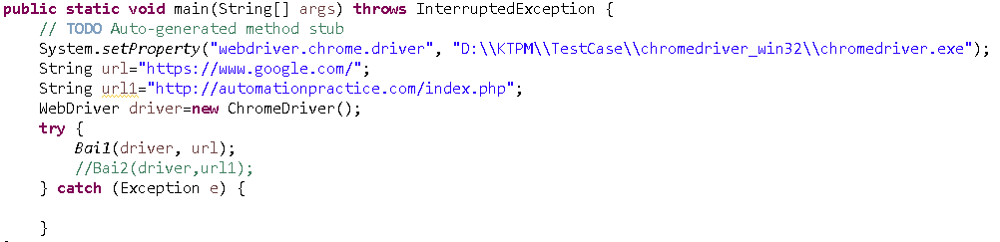 public static void main(String[] args) throws InterruptedException {
// TODO Auto-generated method stub
System.setProperty("webdriver.chrome.driver", "D:\\KTPM\\TestCase\\chromedriver_win32\\chromedriver.exe");
String url="https://www.google.com/";
String url1="http://automationpractice.com/index.php";
WebDriver driver=new ChromeDriver();
try {
Bai1(driver, url);
//Bai2(driver,url1);
} catch (Exception e) {
}